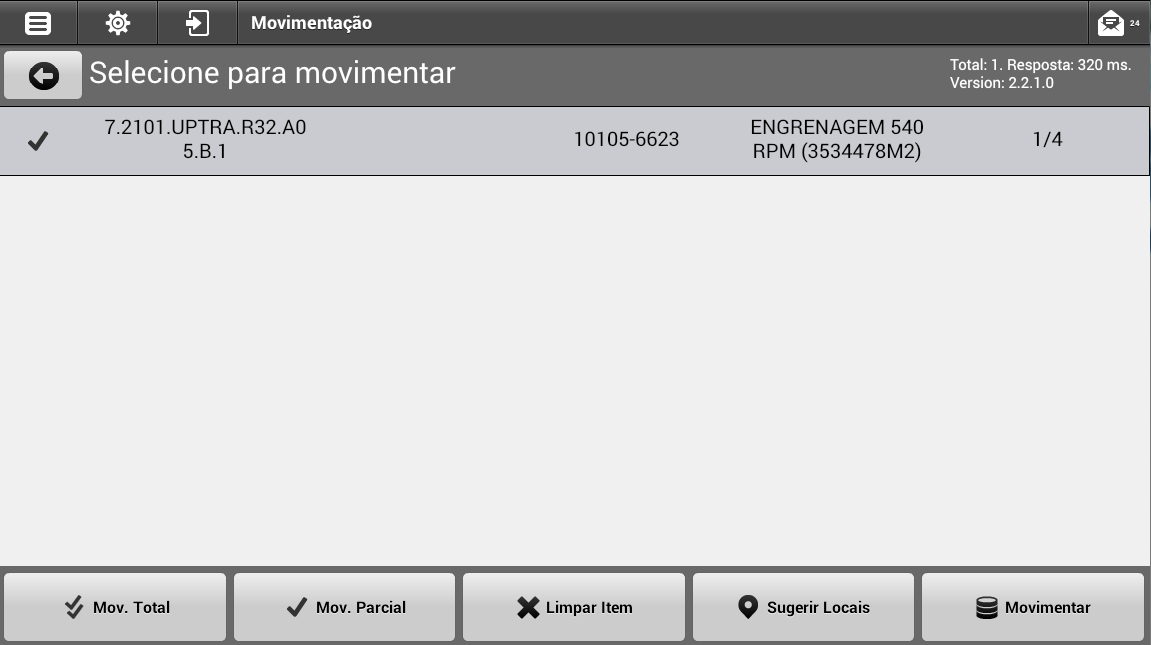 Movimentação
24
Selecione para movimentar
Total: 1. Resposta: 320 ms.
Version: 2.2.1.0
7.2101.UPTRA.R32.A0
5.B.1
10105-6623
ENGRENAGEM 540
RPM (3534478M2)
1/4
Mov. Total
Mov. Parcial
Limpar Item
Sugerir Locais
Movimentar